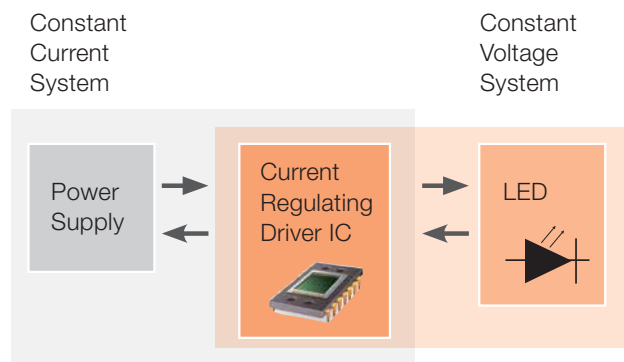 Constant
Current
System
Constant
Voltage
System
Power
Supply
Current
Regulating
Driver IC
LED